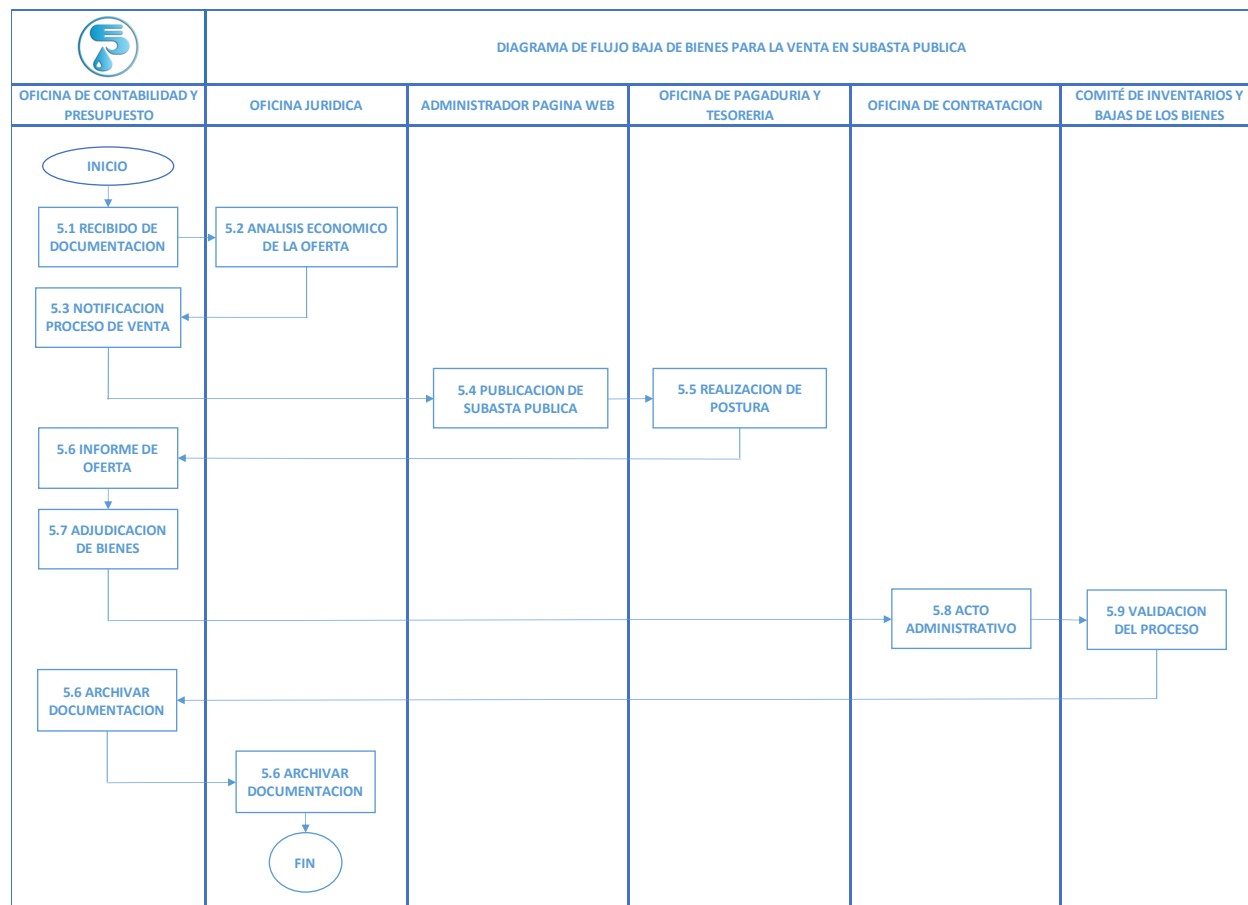 DIAGRAMA DE FLUJO BAJA DE BIENES PARA LA VENTA EN SUBASTA PUBLICA
OFICINA DE CONTABILIDAD Y
PRESUPUESTO
OFICINA JURIDICA
ADMINISTRADOR PAGINA WEB
OFICINA DE PAGADURIA Y
TESORERIA
OFICINA DE CONTRATACION
COMITÉ DE INVENTARIOS Y
BAJAS DE LOS BIENES
INICIO
5.1 RECIBIDO DE
DOCUMENTACION
5.2 ANALISIS ECONOMICO
DE LA OFERTA
5.3 NOTIFICACION
PROCESO DE VENTA
5.4 PUBLICACION DE
SUBASTA PUBLICA
5.5 REALIZACION DE
POSTURA
5.6 INFORME DE
OFERTA
5.7 ADJUDICACION
DE BIENES
5.8 ACTO
ADMINISTRATIVO
5.9 VALIDACION
DEL PROCESO
5.6 ARCHIVAR
DOCUMENTACION
5.6 ARCHIVAR
DOCUMENTACION
FIN